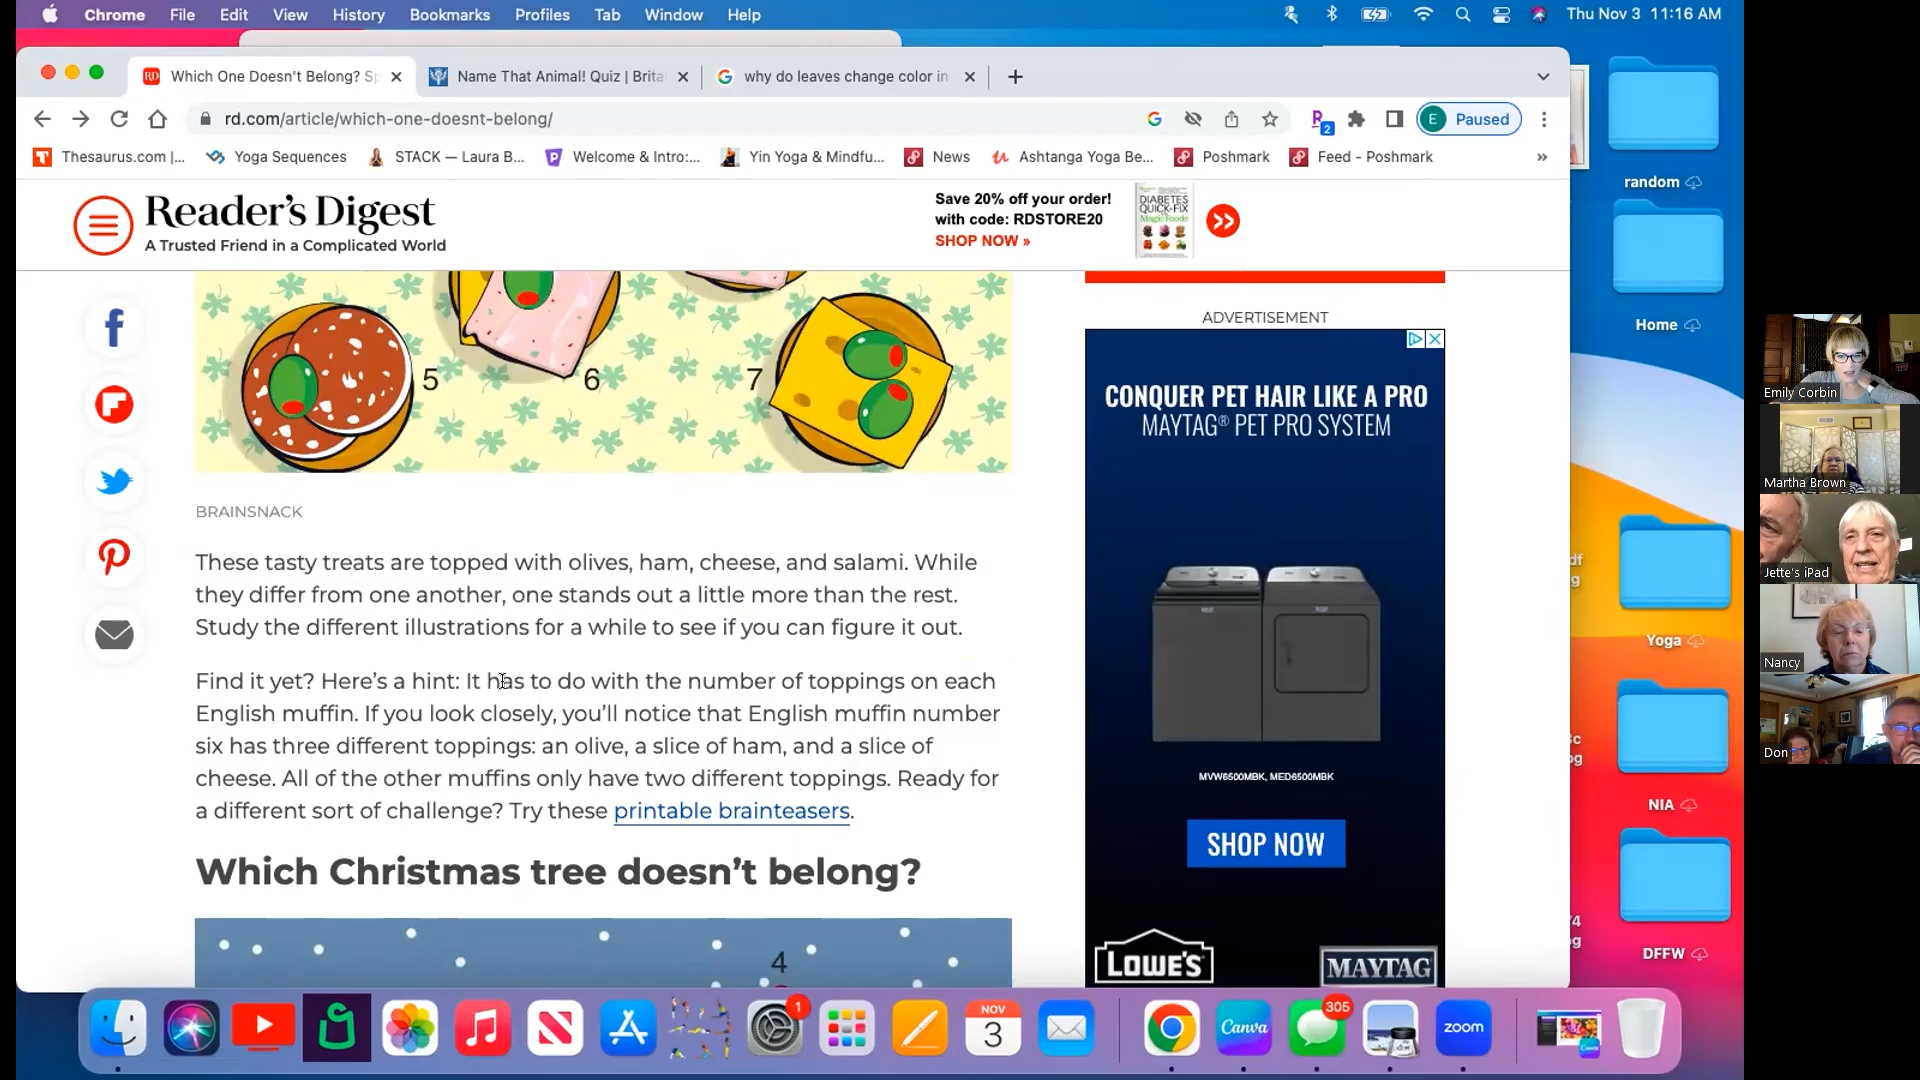 Chrome File Edit View History Bookmarks Profiles Tab Window Help Thu Nov 3 11:16 AM
Which One Doesn't Belong? Sp Name That Animal! Quiz | Brita why do leaves change color in
rd.com/article/which-one-doesnt-belong/ 2 E Paused
Thesaurus.com |... Yoga Sequences STACK — Laura B... Welcome & Intro:... Yin Yoga & Mindfu... News Ashtanga Yoga Be... Poshmark Feed - Poshmark »
Reader's Digest
A Trusted Friend in a Complicated World
Save 20% off your order!
with code: RDSTORE20
SHOP NOW »
DIABETES
QUICK-FIX
Magic Foods
5 6 7
BRAINSNACK
These tasty treats are topped with olives, ham, cheese, and salami. While
they differ from one another, one stands out a little more than the rest.
Study the different illustrations for a while to see if you can figure it out.
Find it yet? Here's a hint: It has to do with the number of toppings on each
English muffin. If you look closely, you'll notice that English muffin number
six has three different toppings: an olive, a slice of ham, and a slice of
cheese. All of the other muffins only have two different toppings. Ready for
a different sort of challenge? Try these printable brainteasers.
Which Christmas tree doesn't belong?
4
ADVERTISEMENT
CONQUER PET HAIR LIKE A PRO
MAYTAG® PET PRO SYSTEM
MVW6500MBK, MED6500MBK
SHOP NOW
LOWE'S MAYTAG
random
Home
df
g
Yoga
c
og
NIA
/4
ng
DFFW
Emily Corbin
Martha Brown
Jette's iPad
Nancy
Don
1
NOV
3
Canva
305
zoom